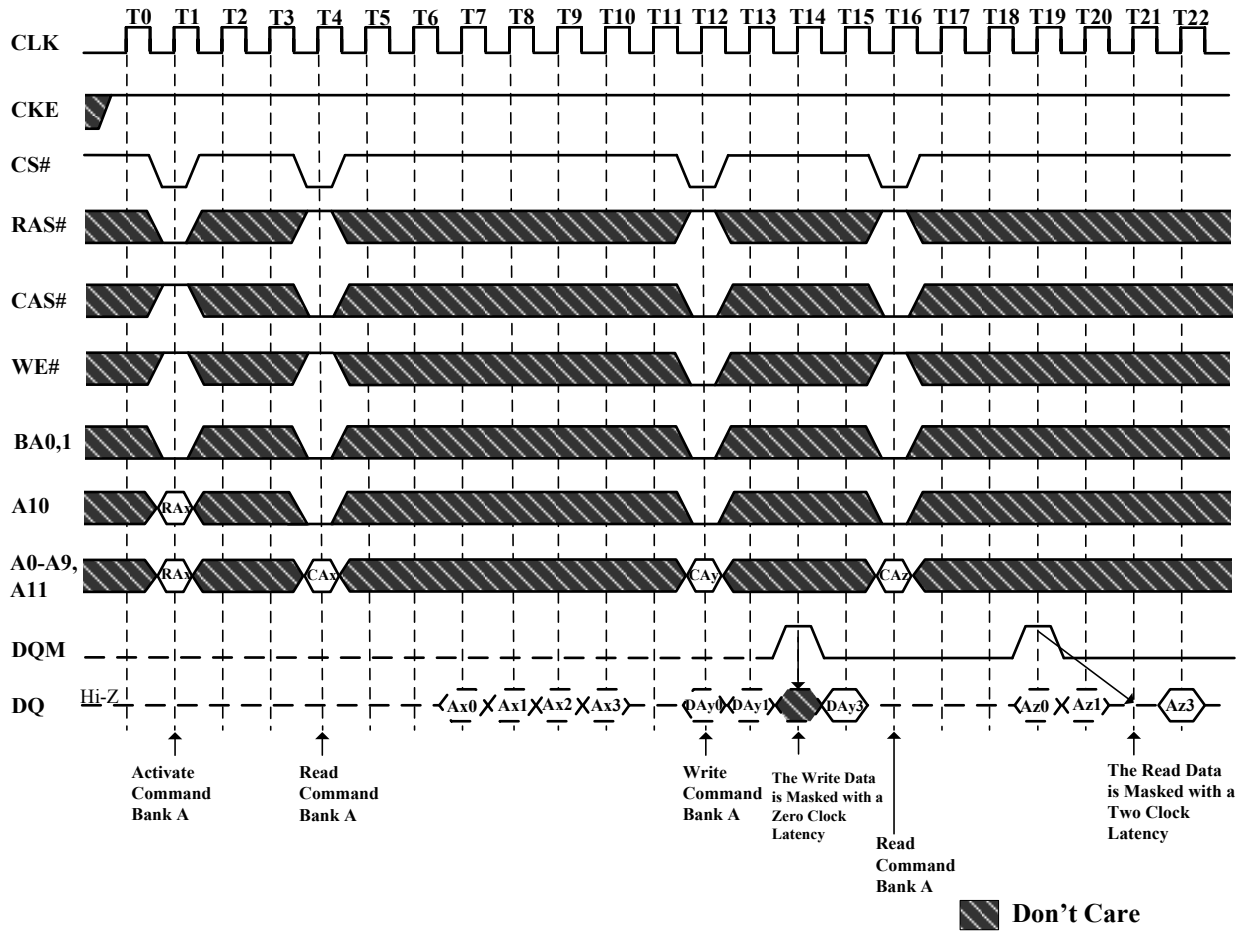 T0 T1 T2 T3 T4 T5 T6 T7 T8 T9 T10 T11 T12 T13 T14 T15 T16 T17 T18 T19 T20 T21 T22
CLK
CKE
CS#
RAS#
CAS#
WE#
BA0,1
A10 RAx
A0-A9,
A11
RAx CAx CAy CAz
DQM
DQ
Hi-Z
Ax0 Ax1 Ax2 Ax3 DAy0 DAy1 DAy3 Az0 Az1 Az3
Activate
Command
Bank A
Read
Command
Bank A
Write
Command
Bank A
The Write Data
is Masked with a
Zero Clock
Latency
Read
Command
Bank A
The Read Data
is Masked with a
Two Clock
Latency
Don't Care